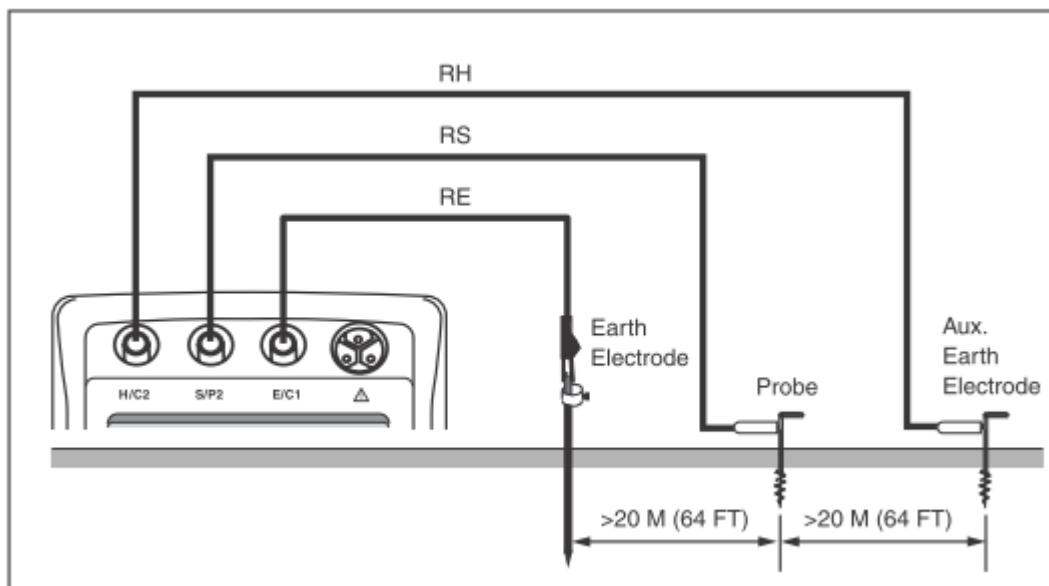 RH
RS
RE
Earth
Electrode
Aux.
Earth
Electrode
Probe
H/C2
S/P2
E/C1
>20 M (64 FT)
>20 M (64 FT)